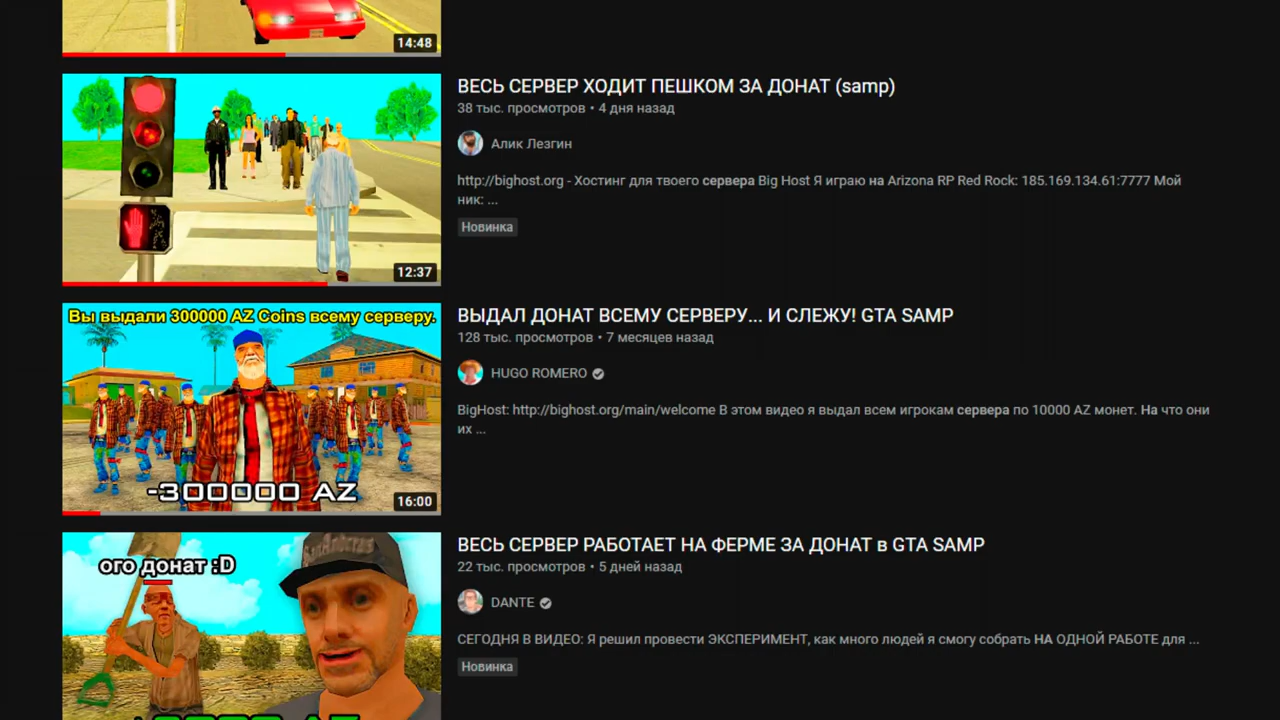 14:48
ВЕСЬ СЕРВЕР ХОДИТ ПЕШКОМ ЗА ДОНАТ (samp)
38 тыс. просмотров • 4 дня назад
Алик Лезгин
http://bighost.org - Хостинг для твоего сервера Big Host Я играю на Arizona RP Red Rock: 185.169.134.61:7777 Мой
ник: ...
Новинка
12:37
Вы выдали 300000 AZ Coins всему серверу.
-300000 AZ
16:00
ВЫДАЛ ДОНАТ ВСЕМУ СЕРВЕРУ... И СЛЕЖУ! GTA SAMP
128 тыс. просмотров • 7 месяцев назад
HUGO ROMERO
BigHost: http://bighost.org/main/welcome В этом видео я выдал всем игрокам сервера по 10000 AZ монет. На что они
их ...
ого донат :D
ВЕСЬ СЕРВЕР РАБОТАЕТ НА ФЕРМЕ ЗА ДОНАТ в GTA SAMP
22 тыс. просмотров • 5 дней назад
DANTE
СЕГОДНЯ В ВИДЕО: Я решил провести ЭКСПЕРИМЕНТ, как много людей я смогу собрать НА ОДНОЙ РАБОТЕ для ...
Новинка